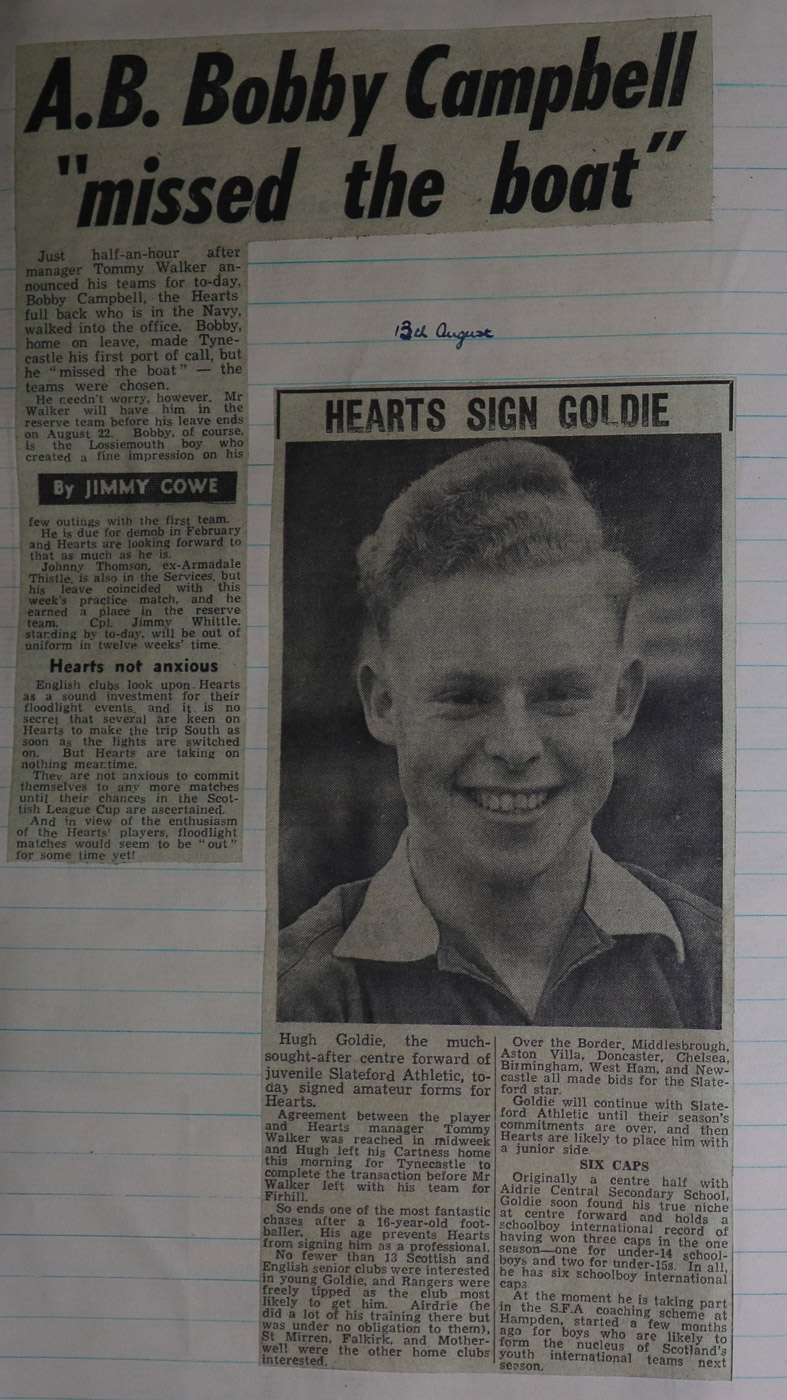 A.B. Bobby Campbell
"missed the boat"
Just half-an-hour after
manager Tommy Walker an-
nounced his teams for to-day,
Bobby Campbell, the Hearts
full back who is in the Navy,
walked into the office. Bobby,
home on leave, made Tyne-
castle his first port of call, but
he "missed the boat" — the
teams were chosen.
He needn't worry, however. Mr
Walker will have him in the
reserve team before his leave ends
on August 22. Bobby, of course,
is the Lossiemouth boy who
created a fine impression on his
By JIMMY COWE
few outings with the first team.
He is due for demob in February
and Hearts are looking forward to
that as much as he is.
Johnny Thomson, ex-Armadale
Thistle, is also in the Services, but
his leave coincided with this
week's practice match, and he
earned a place in the reserve
team. Cpl. Jimmy Whittle,
standing by to-day, will be out of
uniform in twelve weeks' time.
Hearts not anxious
English clubs look upon Hearts
as a sound investment for their
floodlight events, and it is no
secret that several are keen on
Hearts to make the trip South as
soon as the lights are switched
on. But Hearts are taking on
nothing meantime.
They are not anxious to commit
themselves to any more matches
until their chances in the Scot-
tish League Cup are ascertained.
And in view of the enthusiasm
of the Hearts' players, floodlight
matches would seem to be "out"
for some time yet!
13th August
HEARTS SIGN GOLDIE
Hugh Goldie, the much-
sought-after centre forward of
juvenile Slateford Athletic, to-
day signed amateur forms for
Hearts.
Agreement between the player
and Hearts manager Tommy
Walker was reached in midweek
and Hugh left his Cartness home
this morning for Tynecastle to
complete the transaction before Mr
Walker left with his team for
Firhill.
So ends one of the most fantastic
chases after a 16-year-old foot-
baller. His age prevents Hearts
from signing him as a professional.
No fewer than 13 Scottish and
English senior clubs were interested
in young Goldie, and Rangers were
freely tipped as the club most
likely to get him. Airdrie (he
did a lot of his training there but
was under no obligation to them),
St Mirren, Falkirk, and Mother-
well were the other home clubs
interested.
Over the Border, Middlesbrough,
Aston Villa, Doncaster, Chelsea,
Birmingham, West Ham, and New-
castle all made bids for the Slate-
ford star.
Goldie will continue with Slate-
ford Athletic until their season's
commitments are over, and then
Hearts are likely to place him with
a junior side.
SIX CAPS
Originally a centre half with
Aidrie Central Secondary School,
Goldie soon found his true niche
at centre forward and holds a
schoolboy international record of
having won three caps in the one
season—one for under-14 school-
boys and two for under-15s. In all,
he has six schoolboy international
caps.
At the moment he is taking part
in the S.F.A coaching scheme at
Hampden, started a few months
ago for boys who are likely to
form the nucleus of Scotland's
youth international teams next
season.